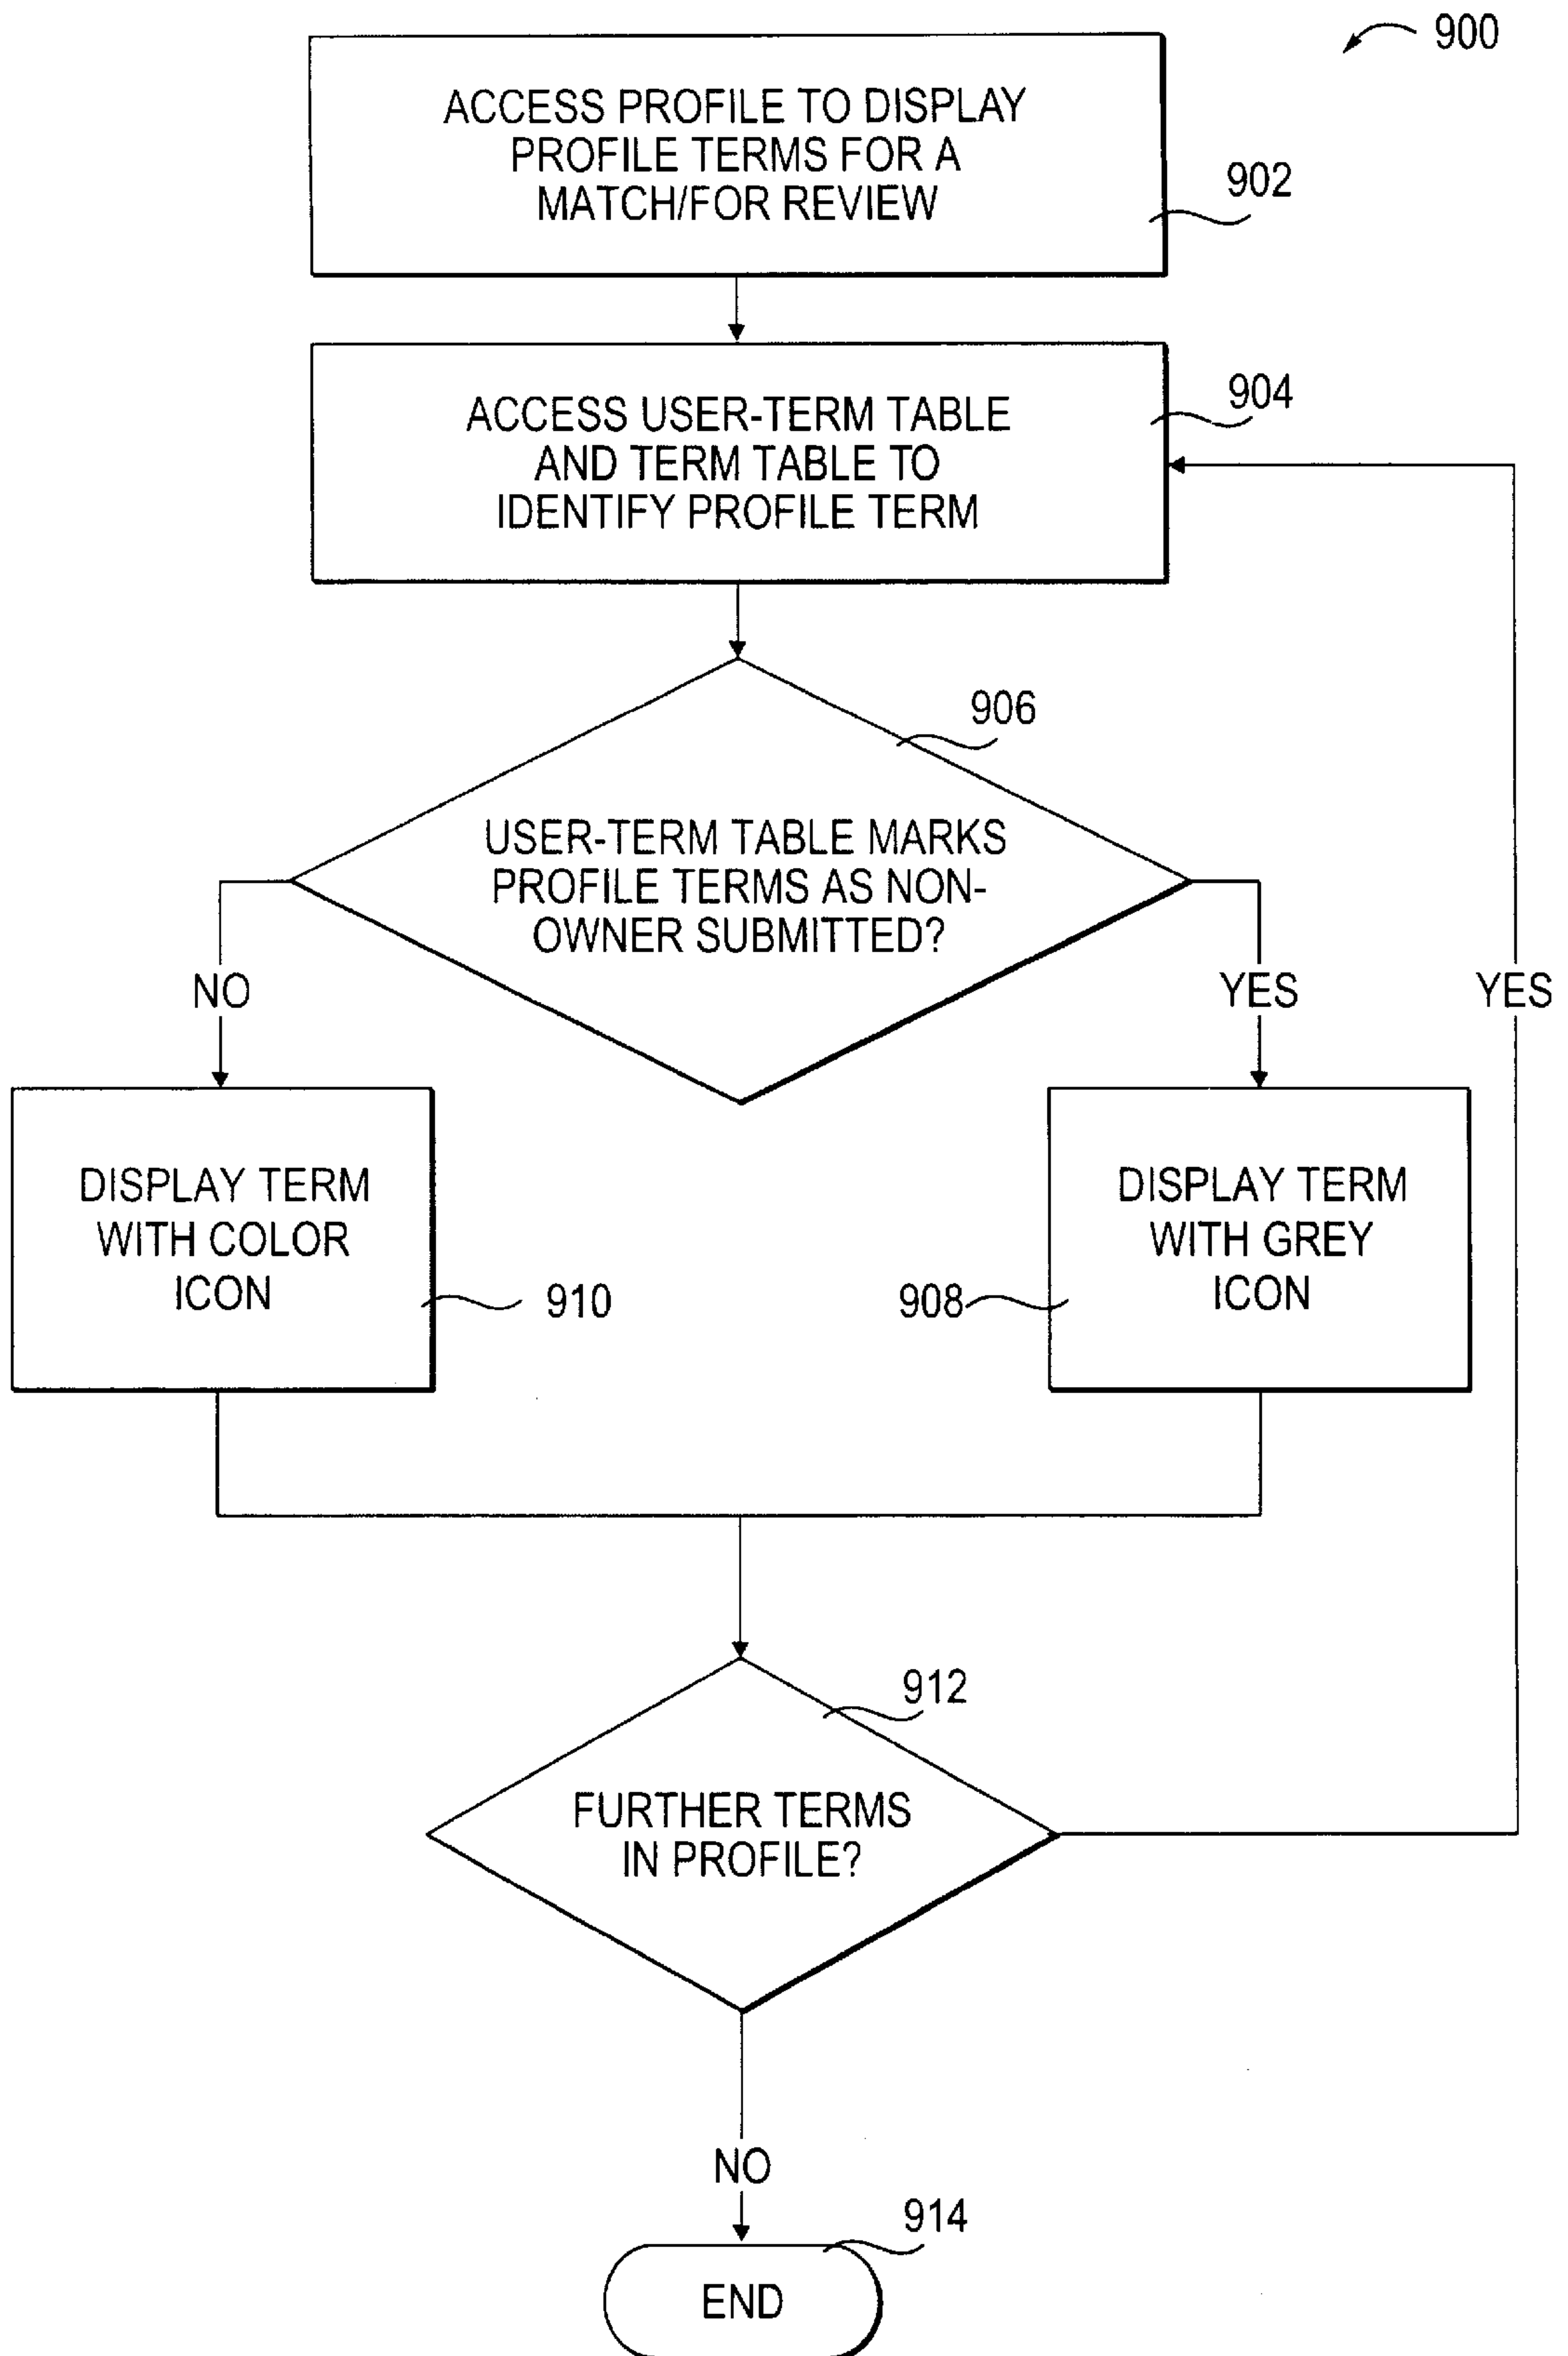 900
ACCESS PROFILE TO DISPLAY
PROFILE TERMS FOR A
MATCH/FOR REVIEW
902
ACCESS USER-TERM TABLE
AND TERM TABLE TO
IDENTIFY PROFILE TERM
904
906
USER-TERM TABLE MARKS
PROFILE TERMS AS NON-
OWNER SUBMITTED?
NO
YES
YES
DISPLAY TERM
WITH COLOR
ICON
910
DISPLAY TERM
WITH GREY
ICON
908
912
FURTHER TERMS
IN PROFILE?
NO
914
END